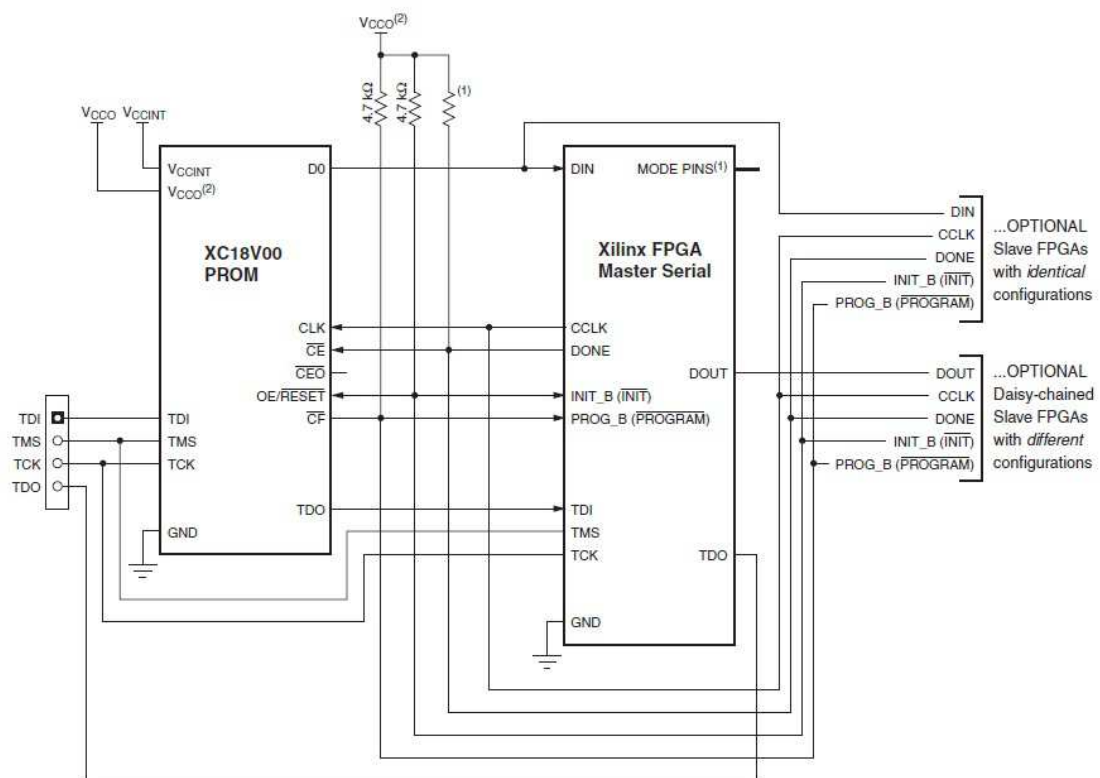 VCCO(2)
4.7 kΩ
4.7 kΩ
(1)
VCCO VCCINT
VCCINT
VCCO(2)
D0
XC18V00
PROM
CLK
CE
CEO
OE/RESET
CF
TDI
TMS
TCK
TDO
GND
TDI
TMS
TCK
TDO
DIN
MODE PINS(1)
Xilinx FPGA
Master Serial
CCLK
DONE
DOUT
INIT_B (INIT)
PROG_B (PROGRAM)
TDI
TMS
TCK
TDO
GND
DIN
CCLK
DONE
INIT_B (INIT)
PROG_B (PROGRAM)
...OPTIONAL
Slave FPGAs
with identical
configurations
DOUT
CCLK
DONE
INIT_B (INIT)
PROG_B (PROGRAM)
...OPTIONAL
Daisy-chained
Slave FPGAs
with different
configurations